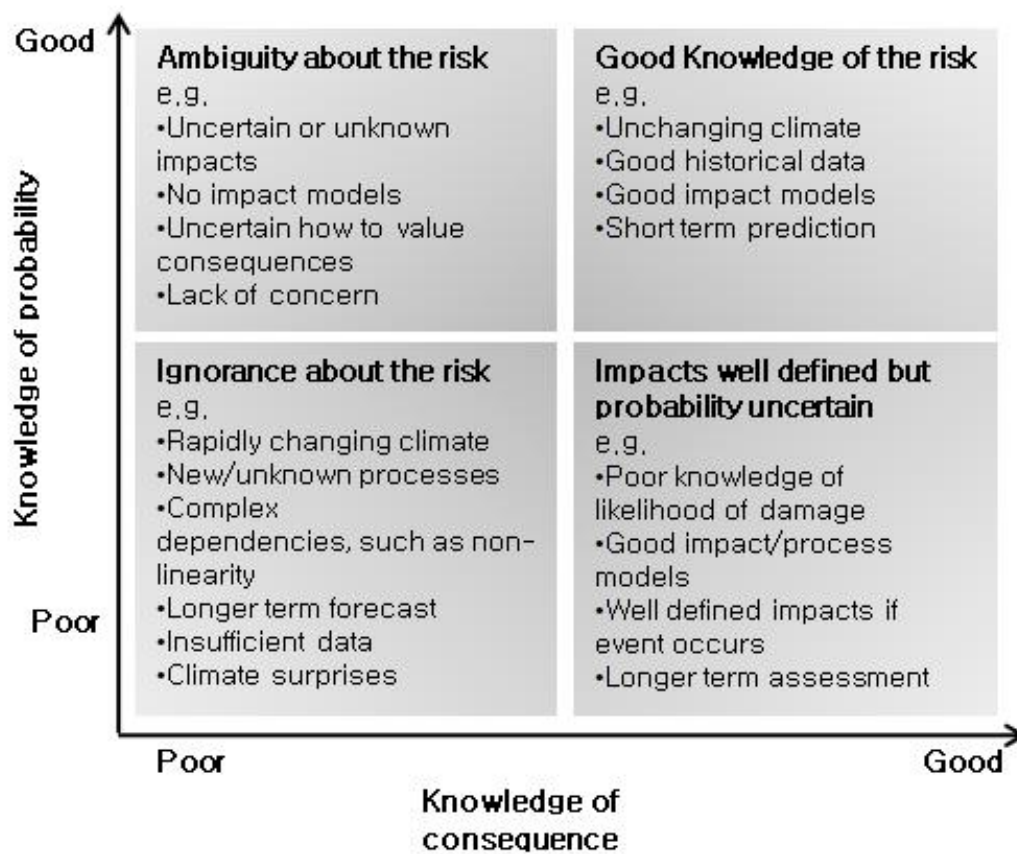 Good
Knowledge of probability
Poor
Ambiguity about the risk
e.g.
•Uncertain or unknown
impacts
•No impact models
•Uncertain how to value
consequences
•Lack of concern
Good Knowledge of the risk
e.g.
•Unchanging climate
•Good historical data
•Good impact models
•Short term prediction
Ignorance about the risk
e.g.
•Rapidly changing climate
•New/unknown processes
•Complex
dependencies, such as non-
linearity
•Longer term forecast
•Insufficient data
•Climate surprises
Impacts well defined but
probability uncertain
e.g.
•Poor knowledge of
likelihood of damage
•Good impact/process
models
•Well defined impacts if
event occurs
•Longer term assessment
Poor
Good
Knowledge of
consequence